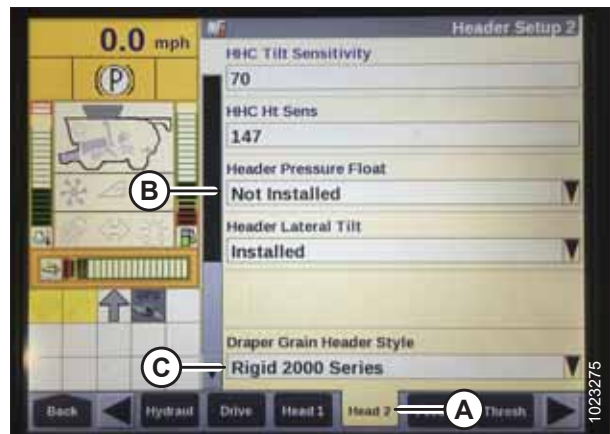 0.0 mph
Header Setup 2
(P)
HHC Tilt Sensitivity
70
HHC Ht Sens
147
Header Pressure Float
B
Not Installed
Header Lateral Tilt
Installed
Draper Grain Header Style
C
Rigid 2000 Series
Back
Hydraul
Drive
Head 1
Head 2
A
Thresh
1023275